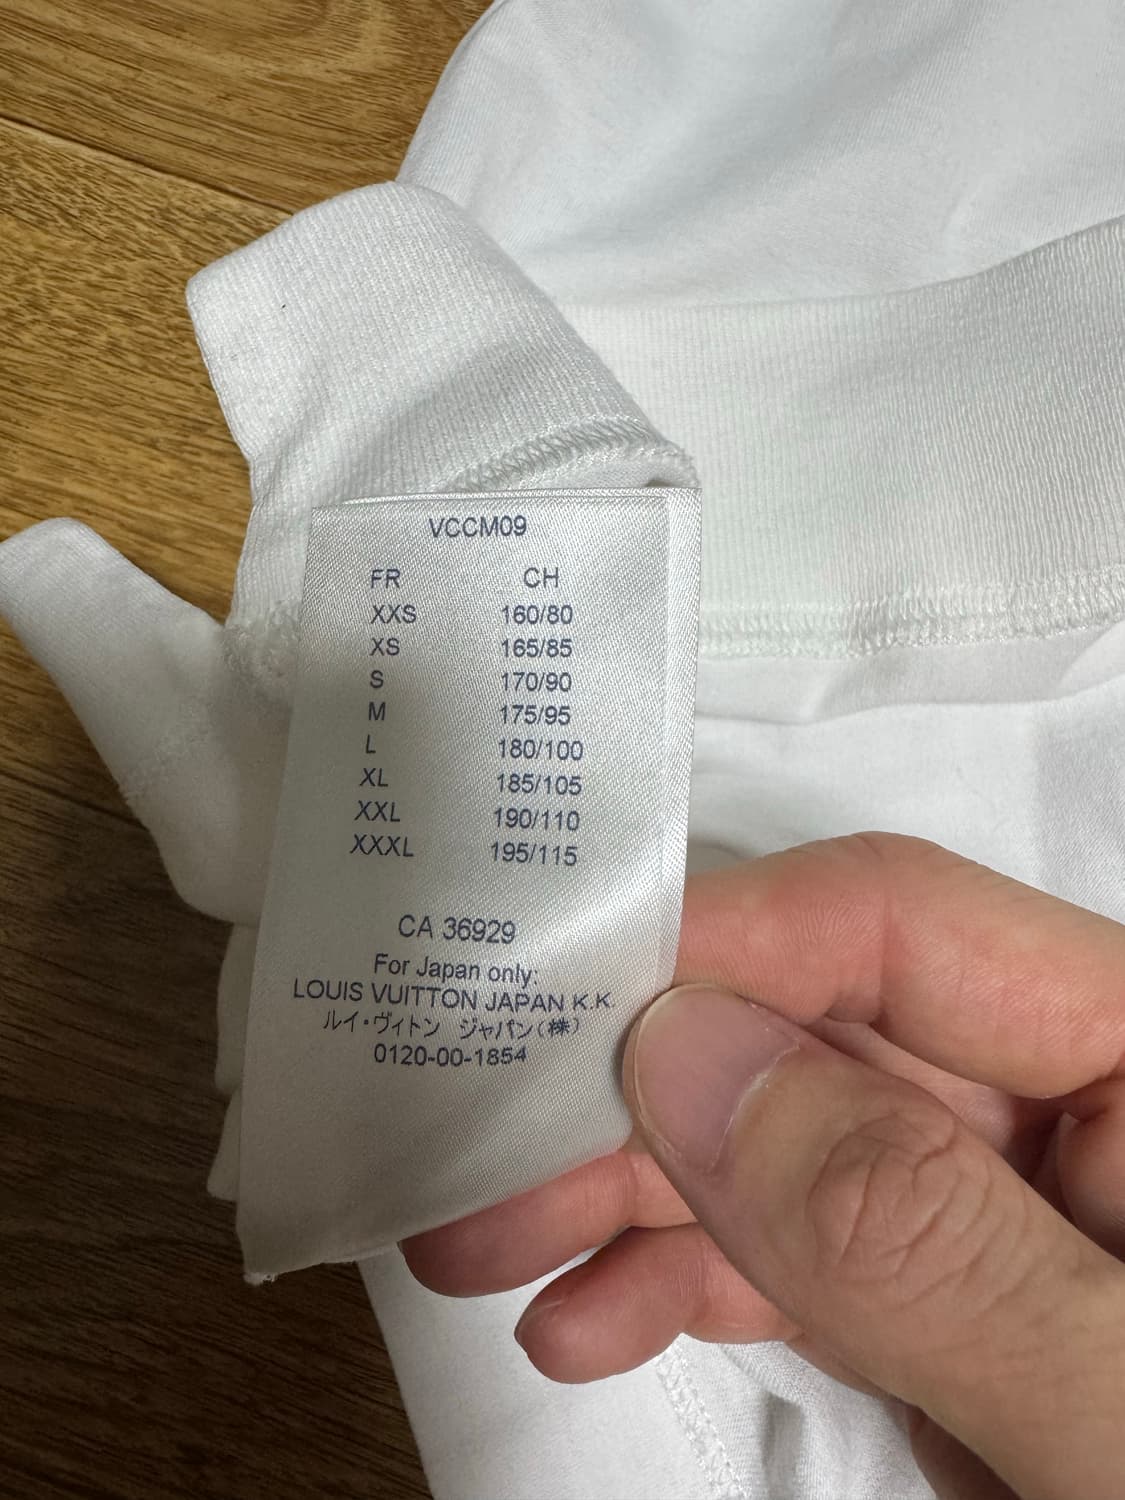 VCCM09
FR CH
XXS 160/80
XS 165/85
S 170/90
M 175/95
L 180/100
XL 185/105
XXL 190/110
XXXL 195/115
CA 36929
For Japan only:
LOUIS VUITTON JAPAN K.K.
ルイ・ヴィトン ジャパン(株)
0120-00-1854